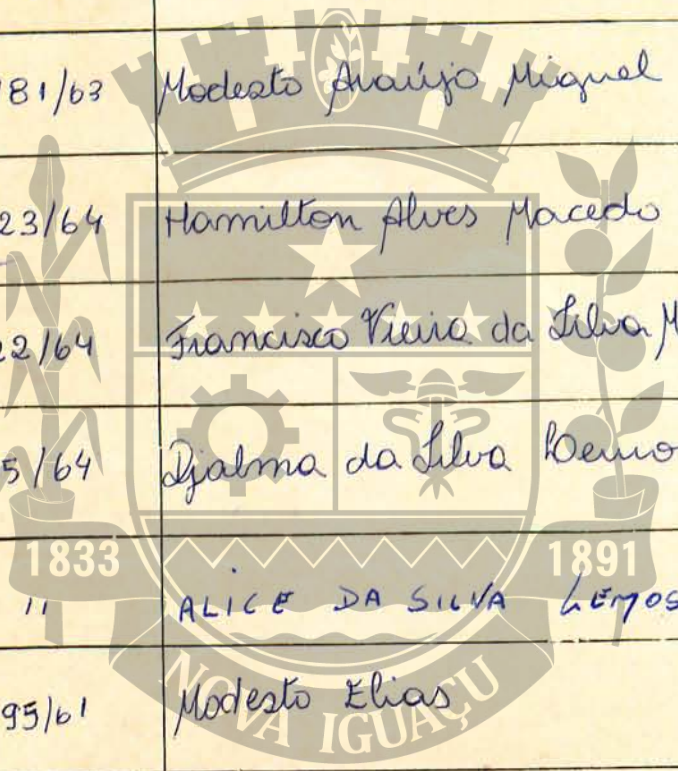 81/63 Modesto Araújo Miguel
23/64 Hamilton Alves Macedo
22/64 Francisco Vieira da Silva M
5/64 Djalma da Silva
1833 1891
11 ALICE DA SILVA LEMOS
95/61 Modesto Elias
NOVA IGUAÇU